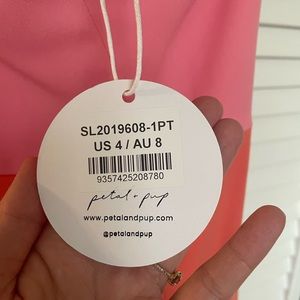 SL2019608-1PT
US 4 / AU 8
9357425208780
petal + pup
www.petalandpup.com
@petalandpup